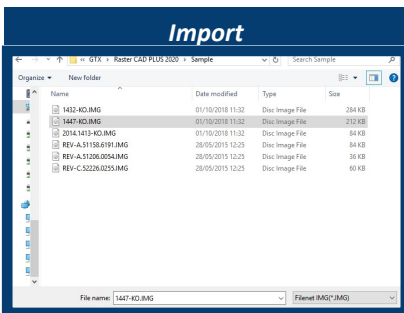 Import
« GTX › Raster CAD PLUS 2020 › Sample
Search Sample
Organize New folder
Name Date modified Type Size
1432-KO.IMG 01/10/2018 11:32 Disc Image File 284 KB
1447-KO.IMG 01/10/2018 11:32 Disc Image File 212 KB
2014.1413-KO.IMG 01/10/2018 11:32 Disc Image File 84 KB
REV-A.51158.6191.IMG 28/05/2015 12:25 Disc Image File 84 KB
REV-A.51206.0054.IMG 28/05/2015 12:25 Disc Image File 36 KB
REV-C.52226.0255.IMG 28/05/2015 12:25 Disc Image File 60 KB
File name: 1447-KO.IMG Filenet IMG(*.IMG)